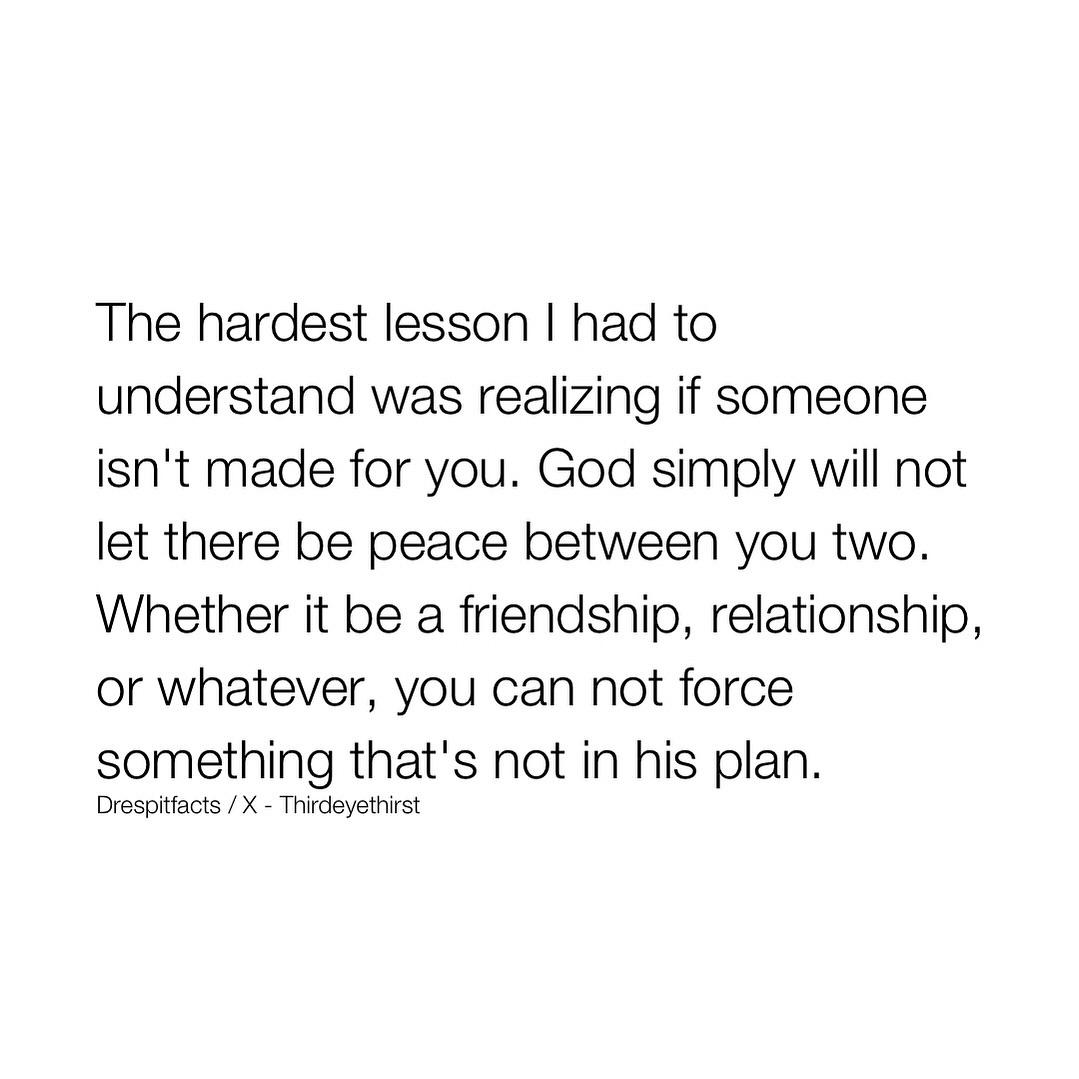 The hardest lesson I had to
understand was realizing if someone
isn't made for you. God simply will not
let there be peace between you two.
Whether it be a friendship, relationship,
or whatever, you can not force
something that's not in his plan.
Drespitfacts / X - Thirdeyethirst